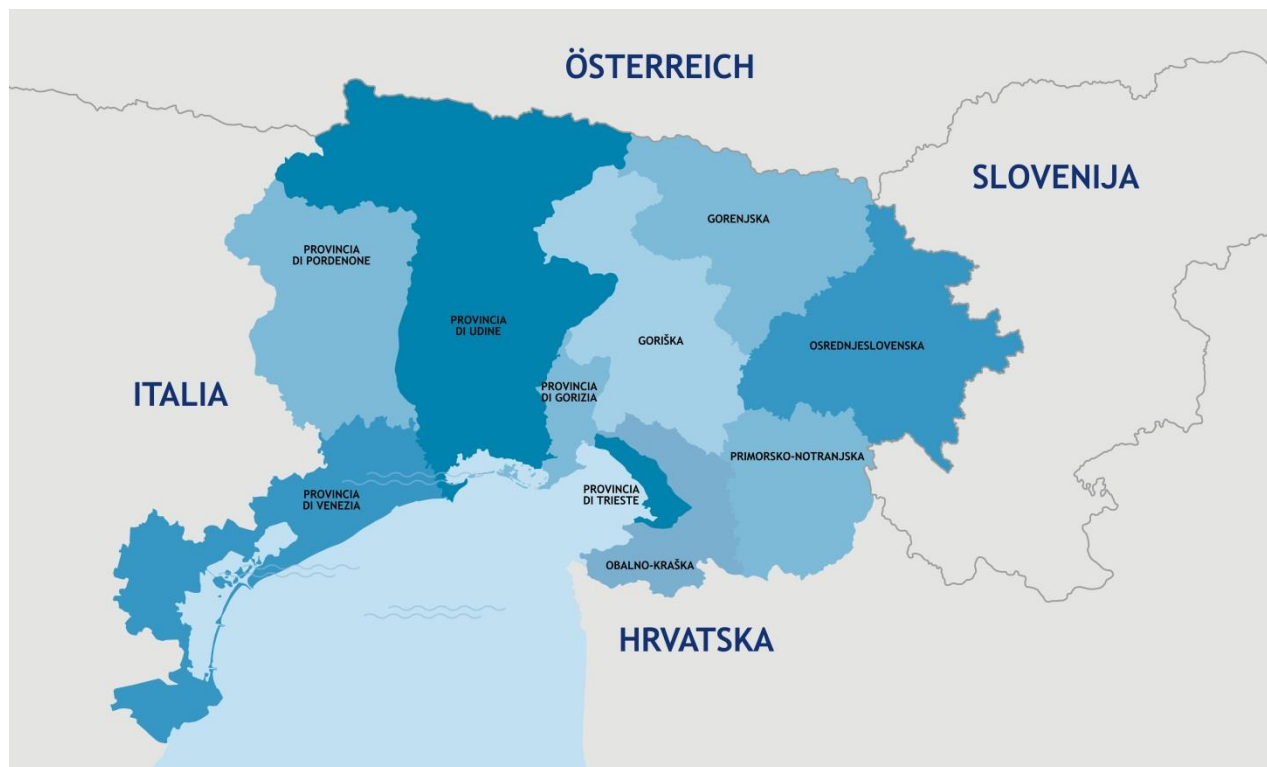 ÖSTERREICH
SLOVENIJA
GORENJSKA
PROVINCIA
DI PORDENONE
PROVINCIA
DI UDINE
GORIŠKA
OSREDNJESLOVENSKA
ITALIA
PROVINCIA
DI GORIZIA
PRIMORSKO-NOTRANJSKA
PROVINCIA
DI VENEZIA
PROVINCIA
DI TRIESTE
OBALNO-KRAŠKA
HRVATSKA